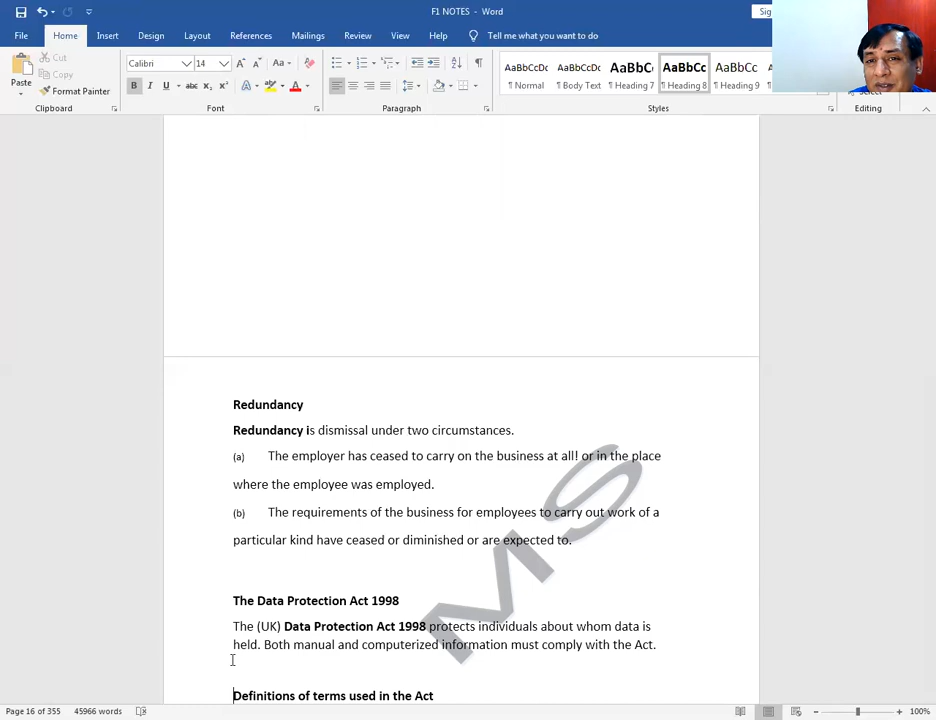 F1 NOTES - Word
Sig
File Home Insert Design Layout References Mailings Review View Help Tell me what you want to do
Paste
Cut
Copy
Format Painter
Calibri 14
Aa
B I U abc x₂ x² A A
¶
AaBbCcDc AaBbCcDc AaBbC AaBbCc AaBbCc
¶ Normal ¶ Body Text ¶ Heading 7 ¶ Heading 8 ¶ Heading 9
Clipboard Font Paragraph Styles Editing
Redundancy
Redundancy is dismissal under two circumstances.
(a) The employer has ceased to carry on the business at all! or in the place
where the employee was employed.
(b) The requirements of the business for employees to carry out work of a
particular kind have ceased or diminished or are expected to.
MS
The Data Protection Act 1998
The (UK) Data Protection Act 1998 protects individuals about whom data is
held. Both manual and computerized information must comply with the Act.
Definitions of terms used in the Act
Page 16 of 355 45966 words 100%